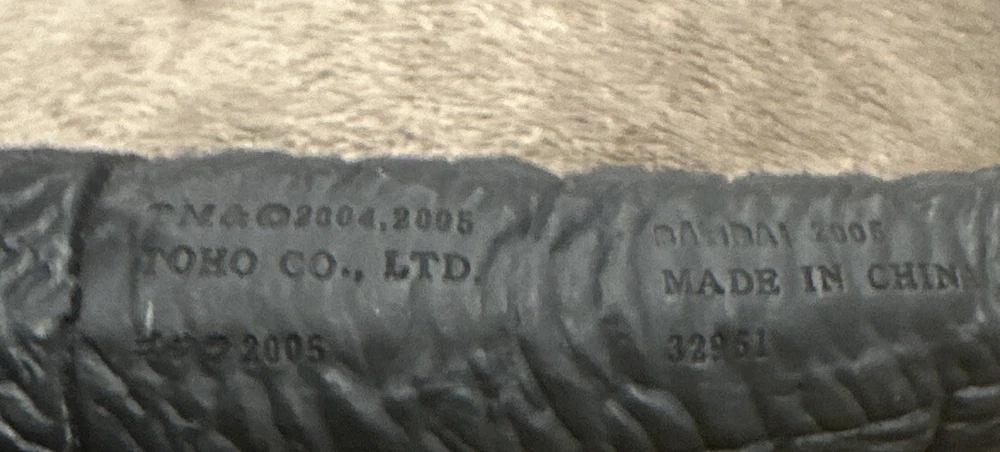 TM&©2004,2005
TOHO CO., LTD.
2005
BANDAI 2005
MADE IN CHINA
32951